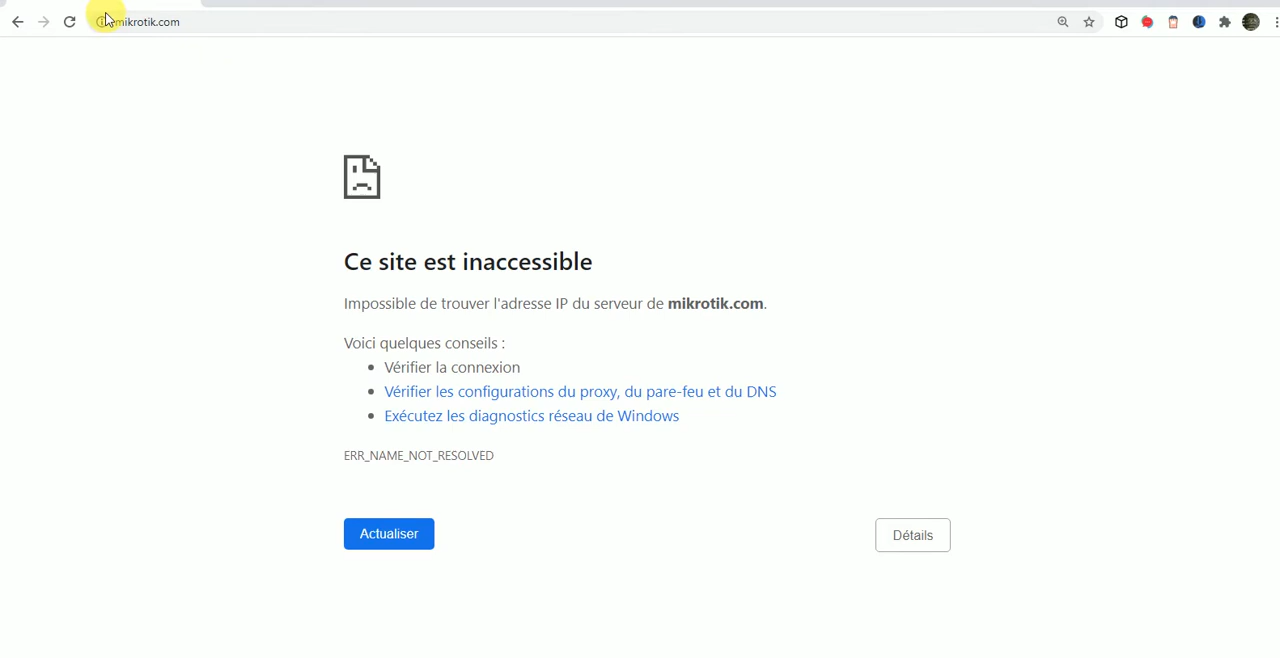 mikrotik.com
Ce site est inaccessible
Impossible de trouver l'adresse IP du serveur de mikrotik.com.
Voici quelques conseils :
Vérifier la connexion
Vérifier les configurations du proxy, du pare-feu et du DNS
Exécutez les diagnostics réseau de Windows
ERR_NAME_NOT_RESOLVED
Actualiser
Détails